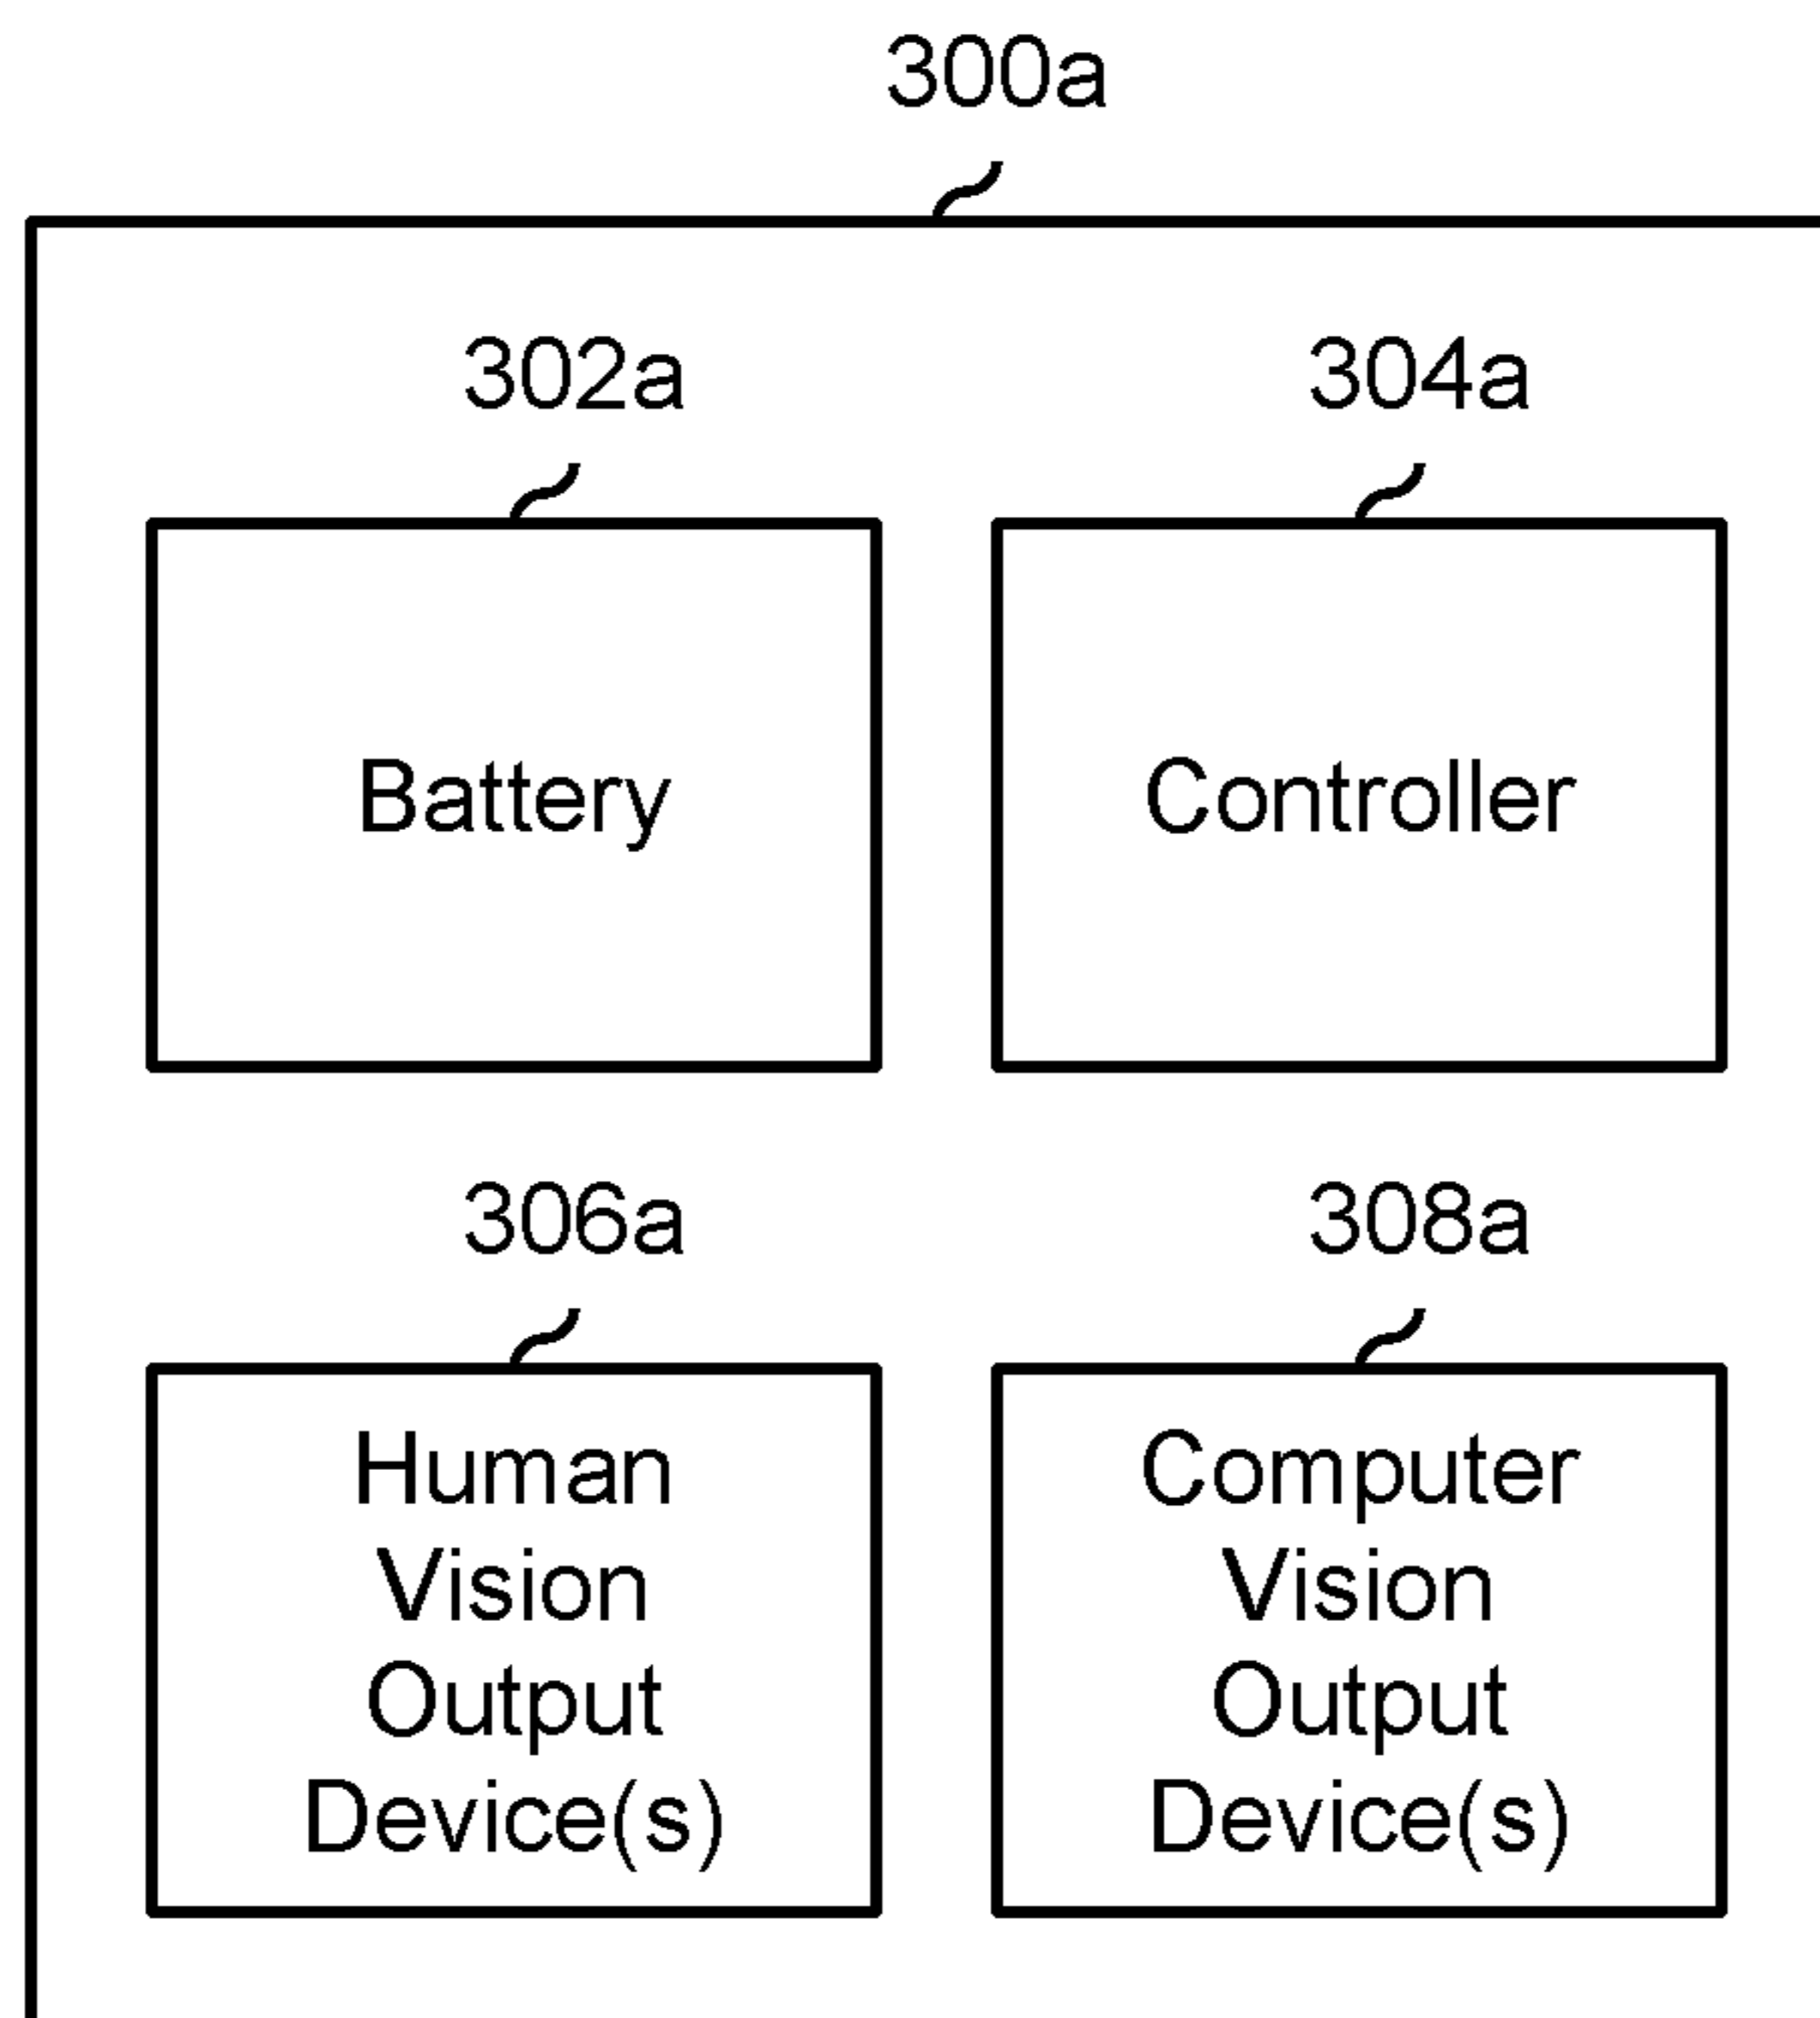 300a
302a
304a
Battery
Controller
306a
308a
Human
Vision
Output
Device(s)
Computer
Vision
Output
Device(s)